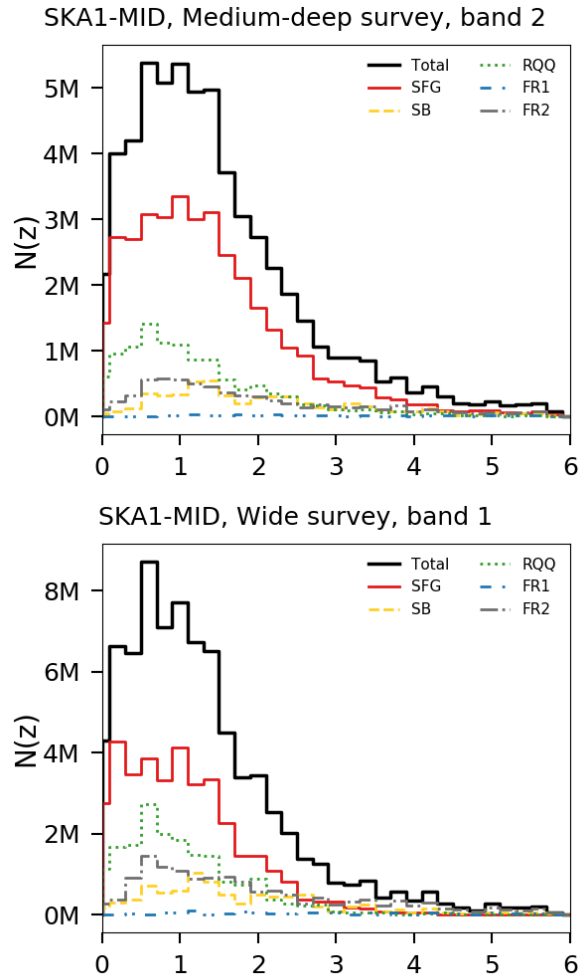 SKA1-MID, Medium-deep survey, band 2
Total
SFG
SB
RQQ
FR1
FR2
N(z)
5M
4M
3M
2M
1M
0M
0 1 2 3 4 5 6
SKA1-MID, Wide survey, band 1
Total
SFG
SB
RQQ
FR1
FR2
N(z)
8M
6M
4M
2M
0M
0 1 2 3 4 5 6